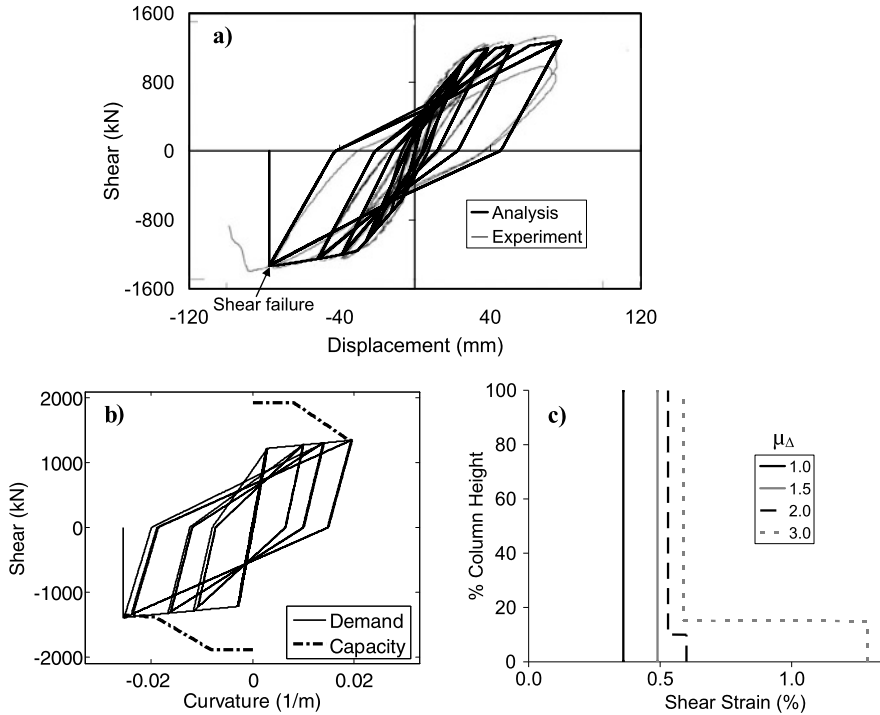 a)
1600
800
0
-800
-1600
Shear (kN)
Analysis
Experiment
Shear failure
-120 -40 40 120
Displacement (mm)
b)
2000
1000
0
-1000
-2000
Shear (kN)
Demand
Capacity
-0.02 0 0.02
Curvature (1/m)
c)
100
80
60
40
20
0
% Column Height
μΔ
1.0
1.5
2.0
3.0
0.0 0.5 1.0
Shear Strain (%)